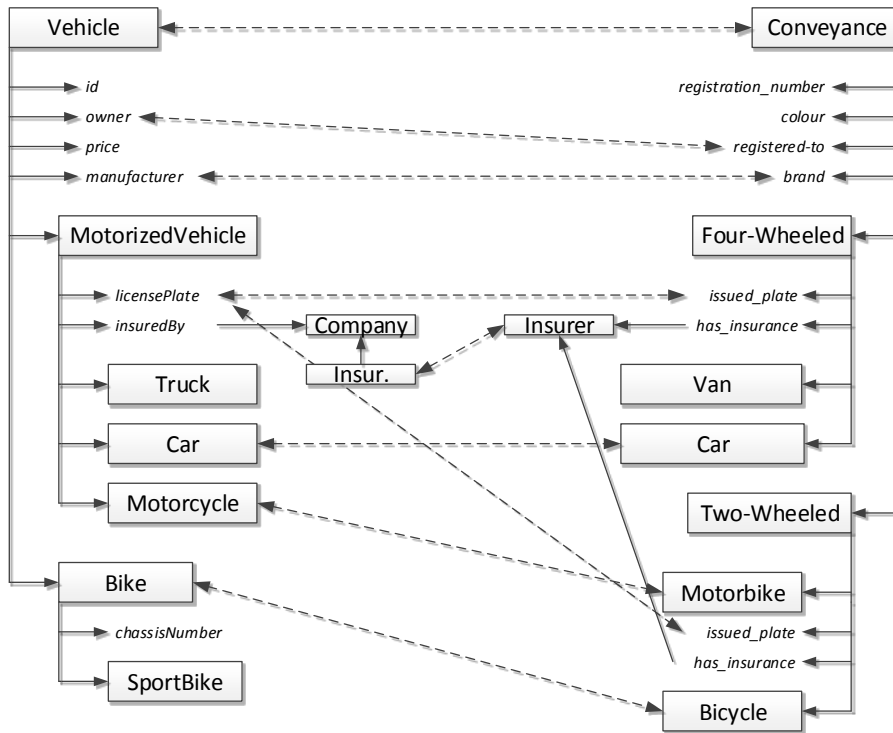 Vehicle Conveyance
id registration_number
owner colour
price registered-to
manufacturer brand
MotorizedVehicle Four-Wheeled
licensePlate issued_plate
insuredBy Company Insurer has_insurance
Truck Insur. Van
Car Car
Motorcycle Two-Wheeled
Bike Motorbike
chassisNumber issued_plate
has_insurance
SportBike
Bicycle